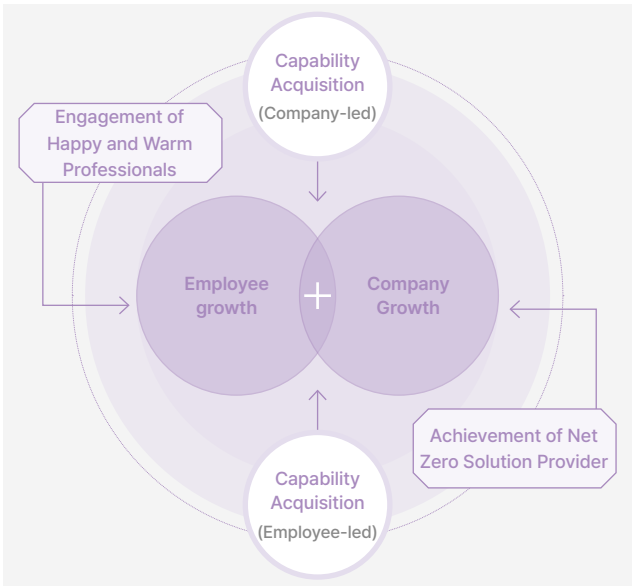 Capability
Acquisition
(Company-led)
Engagement of
Happy and Warm
Professionals
Employee
growth
+
Company
Growth
Achievement of Net
Zero Solution Provider
Capability
Acquisition
(Employee-led)